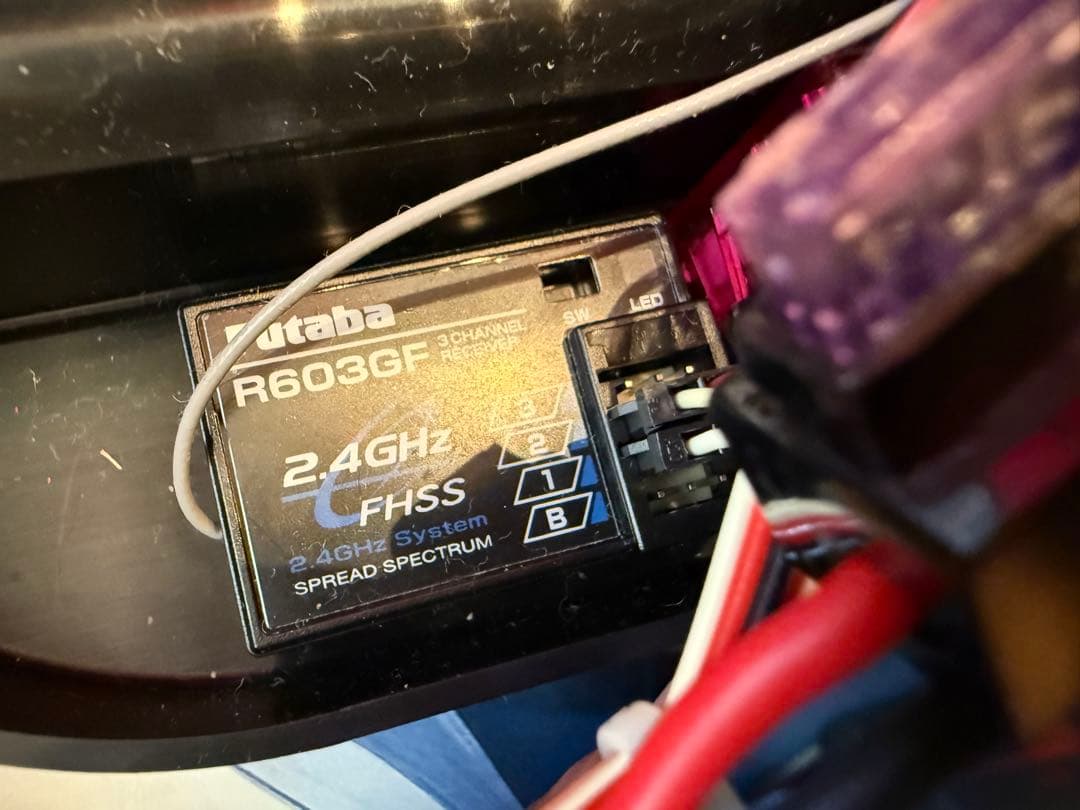 Futaba
R603GF
3 CHANNEL
RECEIVER
SW
LED
3
2
1
B
2.4GHz
FHSS
2.4GHz System
SPREAD SPECTRUM